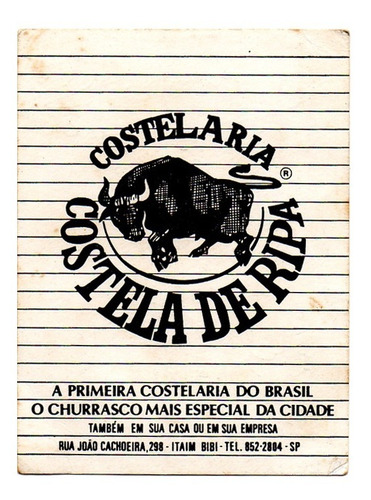 COSTELARIA
®
COSTELA DE RIPA
A PRIMEIRA COSTELARIA DO BRASIL
O CHURRASCO MAIS ESPECIAL DA CIDADE
TAMBÉM EM SUA CASA OU EM SUA EMPRESA
RUA JOÃO CACHOEIRA,298 - ITAIM BIBI - TEL. 852-2884 - SP